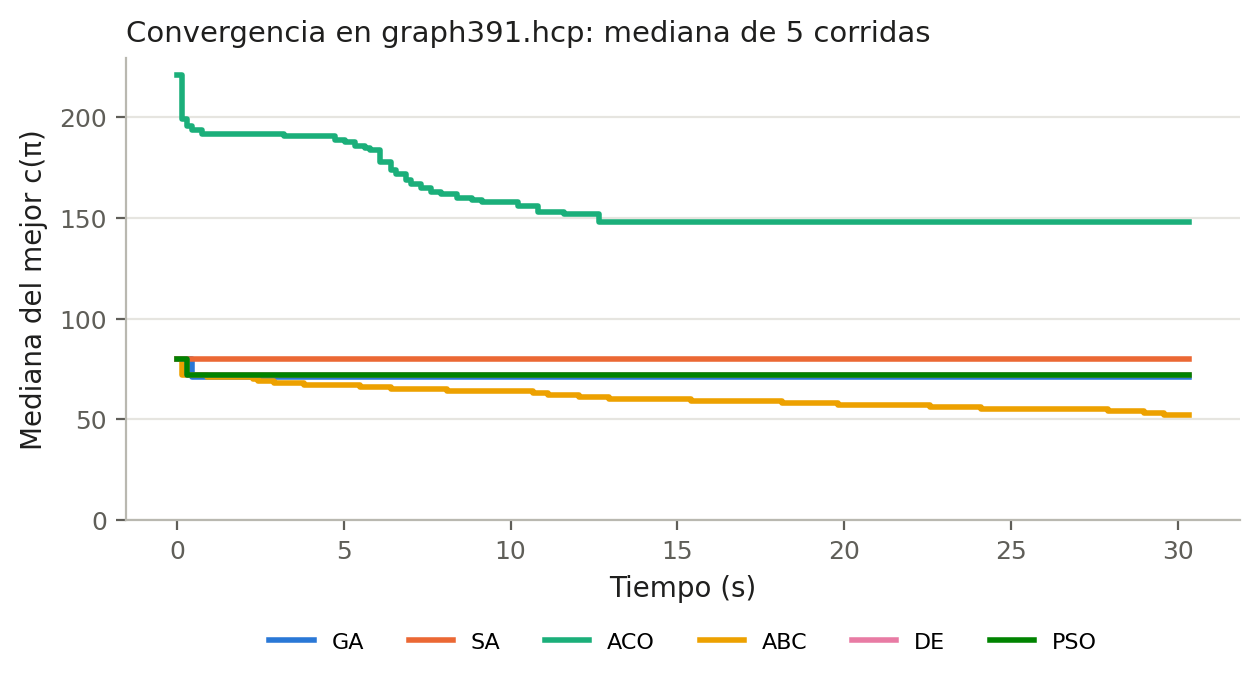 Convergencia en graph391.hcp: mediana de 5 corridas
Mediana del mejor c(π)
200
150
100
50
0
0 5 10 15 20 25 30
Tiempo (s)
GA SA ACO ABC DE PSO